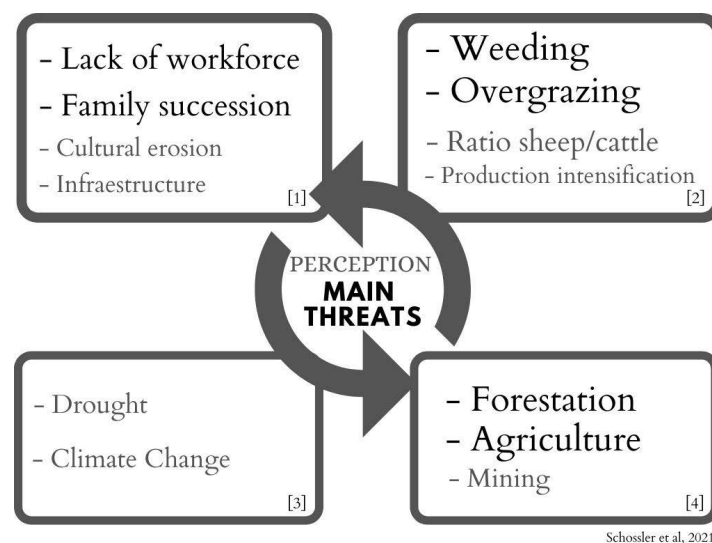 - Lack of workforce
- Family succession
- Cultural erosion
- Infraestructure
[1]
- Weeding
- Overgrazing
- Ratio sheep/cattle
- Production intensification
[2]
PERCEPTION
MAIN
THREATS
- Drought
- Climate Change
[3]
- Forestation
- Agriculture
- Mining
[4]
Schossler et al, 2021